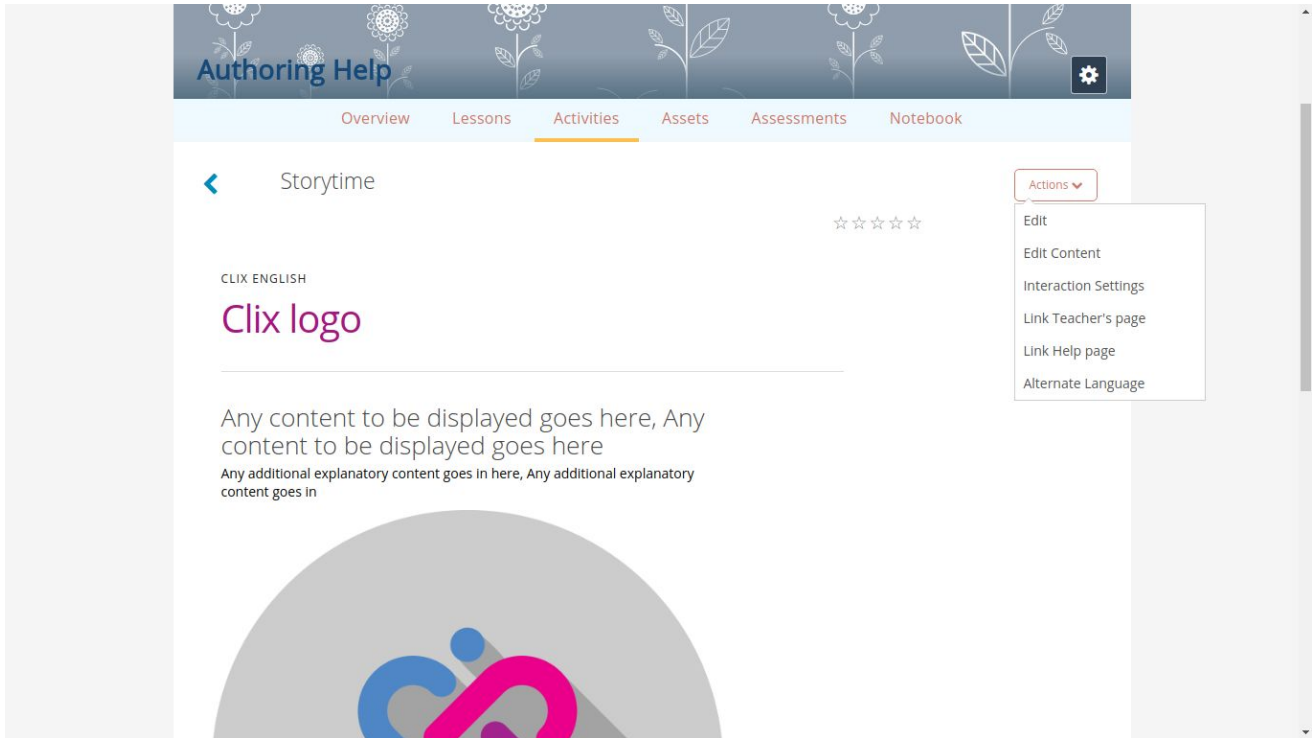 Authoring Help
Overview Lessons Activities Assets Assessments Notebook
Storytime
Actions
Edit
Edit Content
Interaction Settings
Link Teacher's page
Link Help page
Alternate Language
CLIX ENGLISH
Clix logo
Any content to be displayed goes here, Any
content to be displayed goes here
Any additional explanatory content goes in here, Any additional explanatory
content goes in